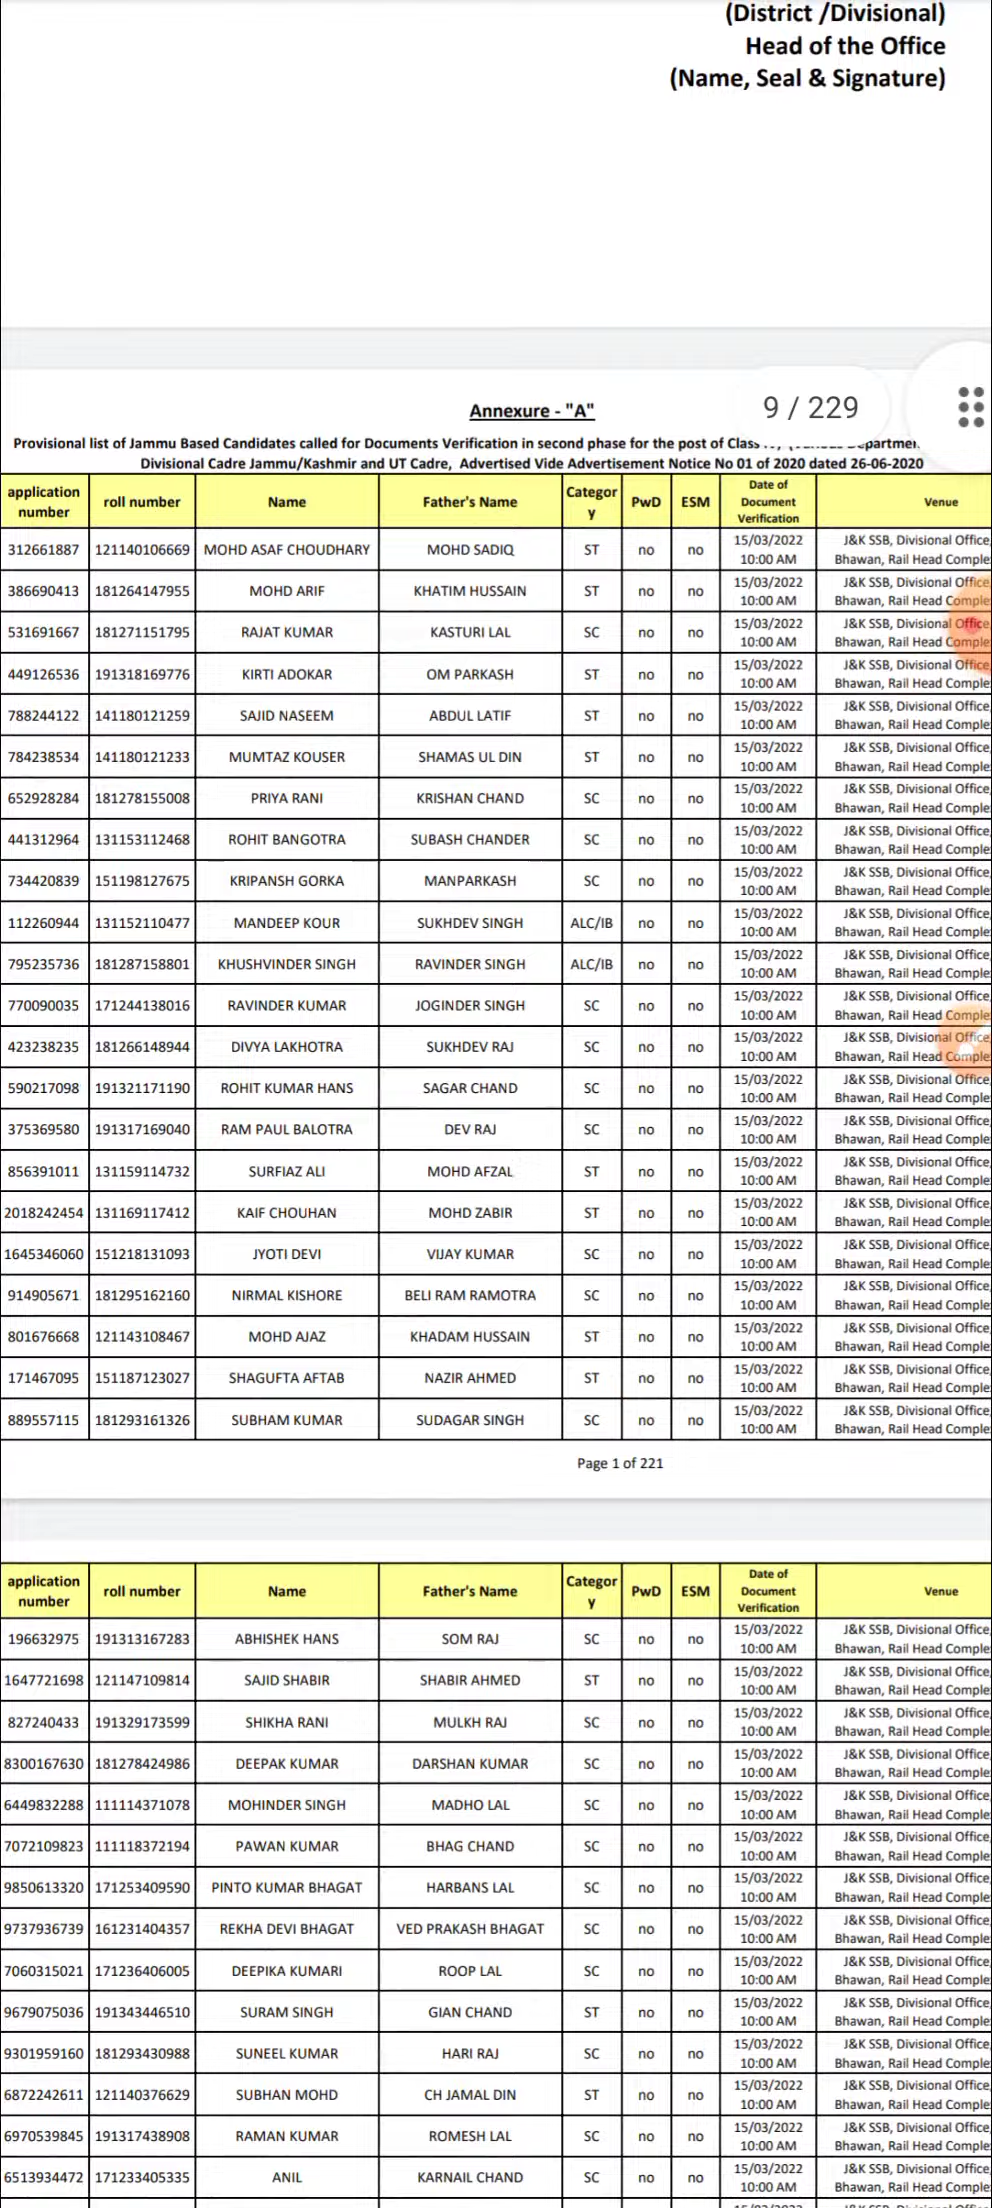 (District /Divisional)
Head of the Office
(Name, Seal & Signature)
Annexure - "A"
9 / 229
Provisional list of Jammu Based Candidates called for Documents Verification in second phase for the post of Class
Divisional Cadre Jammu/Kashmir and UT Cadre, Advertised Vide Advertisement Notice No 01 of 2020 dated 26-06-2020
application number roll number Name Father's Name Category PwD ESM Date of Document Verification Venue
312661887 121140106669 MOHD ASAF CHOUDHARY MOHD SADIQ ST no no 15/03/2022 10:00 AM J&K SSB, Divisional Office, Bhawan, Rail Head Comple
386690413 181264147955 MOHD ARIF KHATIM HUSSAIN ST no no 15/03/2022 10:00 AM J&K SSB, Divisional Office, Bhawan, Rail Head Comple
531691667 181271151795 RAJAT KUMAR KASTURI LAL SC no no 15/03/2022 10:00 AM J&K SSB, Divisional Office, Bhawan, Rail Head Comple
449126536 191318169776 KIRTI ADOKAR OM PARKASH ST no no 15/03/2022 10:00 AM J&K SSB, Divisional Office, Bhawan, Rail Head Comple
788244122 141180121259 SAJID NASEEM ABDUL LATIF ST no no 15/03/2022 10:00 AM J&K SSB, Divisional Office, Bhawan, Rail Head Comple
784238534 141180121233 MUMTAZ KOUSER SHAMAS UL DIN ST no no 15/03/2022 10:00 AM J&K SSB, Divisional Office, Bhawan, Rail Head Comple
652928284 181278155008 PRIYA RANI KRISHAN CHAND SC no no 15/03/2022 10:00 AM J&K SSB, Divisional Office, Bhawan, Rail Head Comple
441312964 131153112468 ROHIT BANGOTRA SUBASH CHANDER SC no no 15/03/2022 10:00 AM J&K SSB, Divisional Office, Bhawan, Rail Head Comple
734420839 151198127675 KRIPANSH GORKA MANPARKASH SC no no 15/03/2022 10:00 AM J&K SSB, Divisional Office, Bhawan, Rail Head Comple
112260944 131152110477 MANDEEP KOUR SUKHDEV SINGH ALC/IB no no 15/03/2022 10:00 AM J&K SSB, Divisional Office, Bhawan, Rail Head Comple
795235736 181287158801 KHUSHVINDER SINGH RAVINDER SINGH ALC/IB no no 15/03/2022 10:00 AM J&K SSB, Divisional Office, Bhawan, Rail Head Comple
770090035 171244138016 RAVINDER KUMAR JOGINDER SINGH SC no no 15/03/2022 10:00 AM J&K SSB, Divisional Office, Bhawan, Rail Head Comple
423238235 181266148944 DIVYA LAKHOTRA SUKHDEV RAJ SC no no 15/03/2022 10:00 AM J&K SSB, Divisional Office, Bhawan, Rail Head Comple
590217098 191321171190 ROHIT KUMAR HANS SAGAR CHAND SC no no 15/03/2022 10:00 AM J&K SSB, Divisional Office, Bhawan, Rail Head Comple
375369580 191317169040 RAM PAUL BALOTRA DEV RAJ SC no no 15/03/2022 10:00 AM J&K SSB, Divisional Office, Bhawan, Rail Head Comple
856391011 131159114732 SURFIAZ ALI MOHD AFZAL ST no no 15/03/2022 10:00 AM J&K SSB, Divisional Office, Bhawan, Rail Head Comple
2018242454 131169117412 KAIF CHOUHAN MOHD ZABIR ST no no 15/03/2022 10:00 AM J&K SSB, Divisional Office, Bhawan, Rail Head Comple
1645346060 151218131093 JYOTI DEVI VIJAY KUMAR SC no no 15/03/2022 10:00 AM J&K SSB, Divisional Office, Bhawan, Rail Head Comple
914905671 181295162160 NIRMAL KISHORE BELI RAM RAMOTRA SC no no 15/03/2022 10:00 AM J&K SSB, Divisional Office, Bhawan, Rail Head Comple
801676668 121143108467 MOHD AJAZ KHADAM HUSSAIN ST no no 15/03/2022 10:00 AM J&K SSB, Divisional Office, Bhawan, Rail Head Comple
171467095 151187123027 SHAGUFTA AFTAB NAZIR AHMED ST no no 15/03/2022 10:00 AM J&K SSB, Divisional Office, Bhawan, Rail Head Comple
889557115 181293161326 SUBHAM KUMAR SUDAGAR SINGH SC no no 15/03/2022 10:00 AM J&K SSB, Divisional Office, Bhawan, Rail Head Comple
Page 1 of 221
application number roll number Name Father's Name Category PwD ESM Date of Document Verification Venue
196632975 191313167283 ABHISHEK HANS SOM RAJ SC no no 15/03/2022 10:00 AM J&K SSB, Divisional Office, Bhawan, Rail Head Comple
1647721698 121147109814 SAJID SHABIR SHABIR AHMED ST no no 15/03/2022 10:00 AM J&K SSB, Divisional Office, Bhawan, Rail Head Comple
827240433 191329173599 SHIKHA RANI MULKH RAJ SC no no 15/03/2022 10:00 AM J&K SSB, Divisional Office, Bhawan, Rail Head Comple
8300167630 181278424986 DEEPAK KUMAR DARSHAN KUMAR SC no no 15/03/2022 10:00 AM J&K SSB, Divisional Office, Bhawan, Rail Head Comple
6449832288 111114371078 MOHINDER SINGH MADHO LAL SC no no 15/03/2022 10:00 AM J&K SSB, Divisional Office, Bhawan, Rail Head Comple
7072109823 111118372194 PAWAN KUMAR BHAG CHAND SC no no 15/03/2022 10:00 AM J&K SSB, Divisional Office, Bhawan, Rail Head Comple
9850613320 171253409590 PINTO KUMAR BHAGAT HARBANS LAL SC no no 15/03/2022 10:00 AM J&K SSB, Divisional Office, Bhawan, Rail Head Comple
9737936739 161231404357 REKHA DEVI BHAGAT VED PRAKASH BHAGAT SC no no 15/03/2022 10:00 AM J&K SSB, Divisional Office, Bhawan, Rail Head Comple
7060315021 171236406005 DEEPIKA KUMARI ROOP LAL SC no no 15/03/2022 10:00 AM J&K SSB, Divisional Office, Bhawan, Rail Head Comple
9679075036 191343446510 SURAM SINGH GIAN CHAND ST no no 15/03/2022 10:00 AM J&K SSB, Divisional Office, Bhawan, Rail Head Comple
9301959160 181293430988 SUNEEL KUMAR HARI RAJ SC no no 15/03/2022 10:00 AM J&K SSB, Divisional Office, Bhawan, Rail Head Comple
6872242611 121140376629 SUBHAN MOHD CH JAMAL DIN ST no no 15/03/2022 10:00 AM J&K SSB, Divisional Office, Bhawan, Rail Head Comple
6970539845 191317438908 RAMAN KUMAR ROMESH LAL SC no no 15/03/2022 10:00 AM J&K SSB, Divisional Office, Bhawan, Rail Head Comple
6513934472 171233405335 ANIL KARNAIL CHAND SC no no 15/03/2022 10:00 AM J&K SSB, Divisional Office, Bhawan, Rail Head Comple